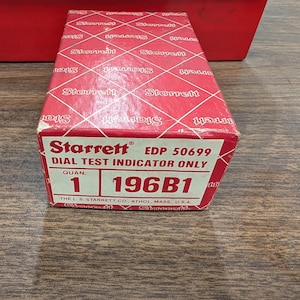 Starrett Starrett
Starrett Starrett
Starrett Starrett Starrett
Starrett® EDP 50699
DIAL TEST INDICATOR ONLY
QUAN.
1 196B1
THE L. S. STARRETT CO. ATHOL, MASS. U.S.A.